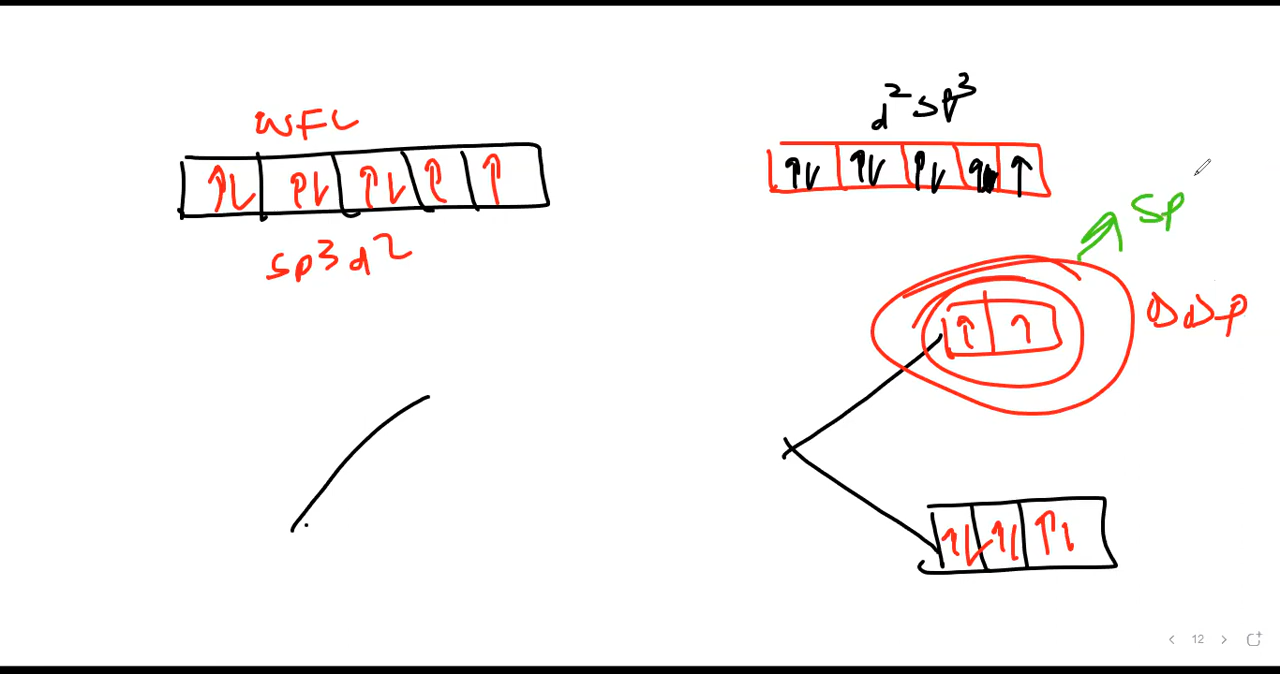 WFL
↑↓ ↑↓ ↑↓ ↑ ↑
sp³d²
d²sp³
↑↓ ↑↓ ↑↓ ↑
SP
↑ ↑
↑↓ ↑↓ ↑↓
12